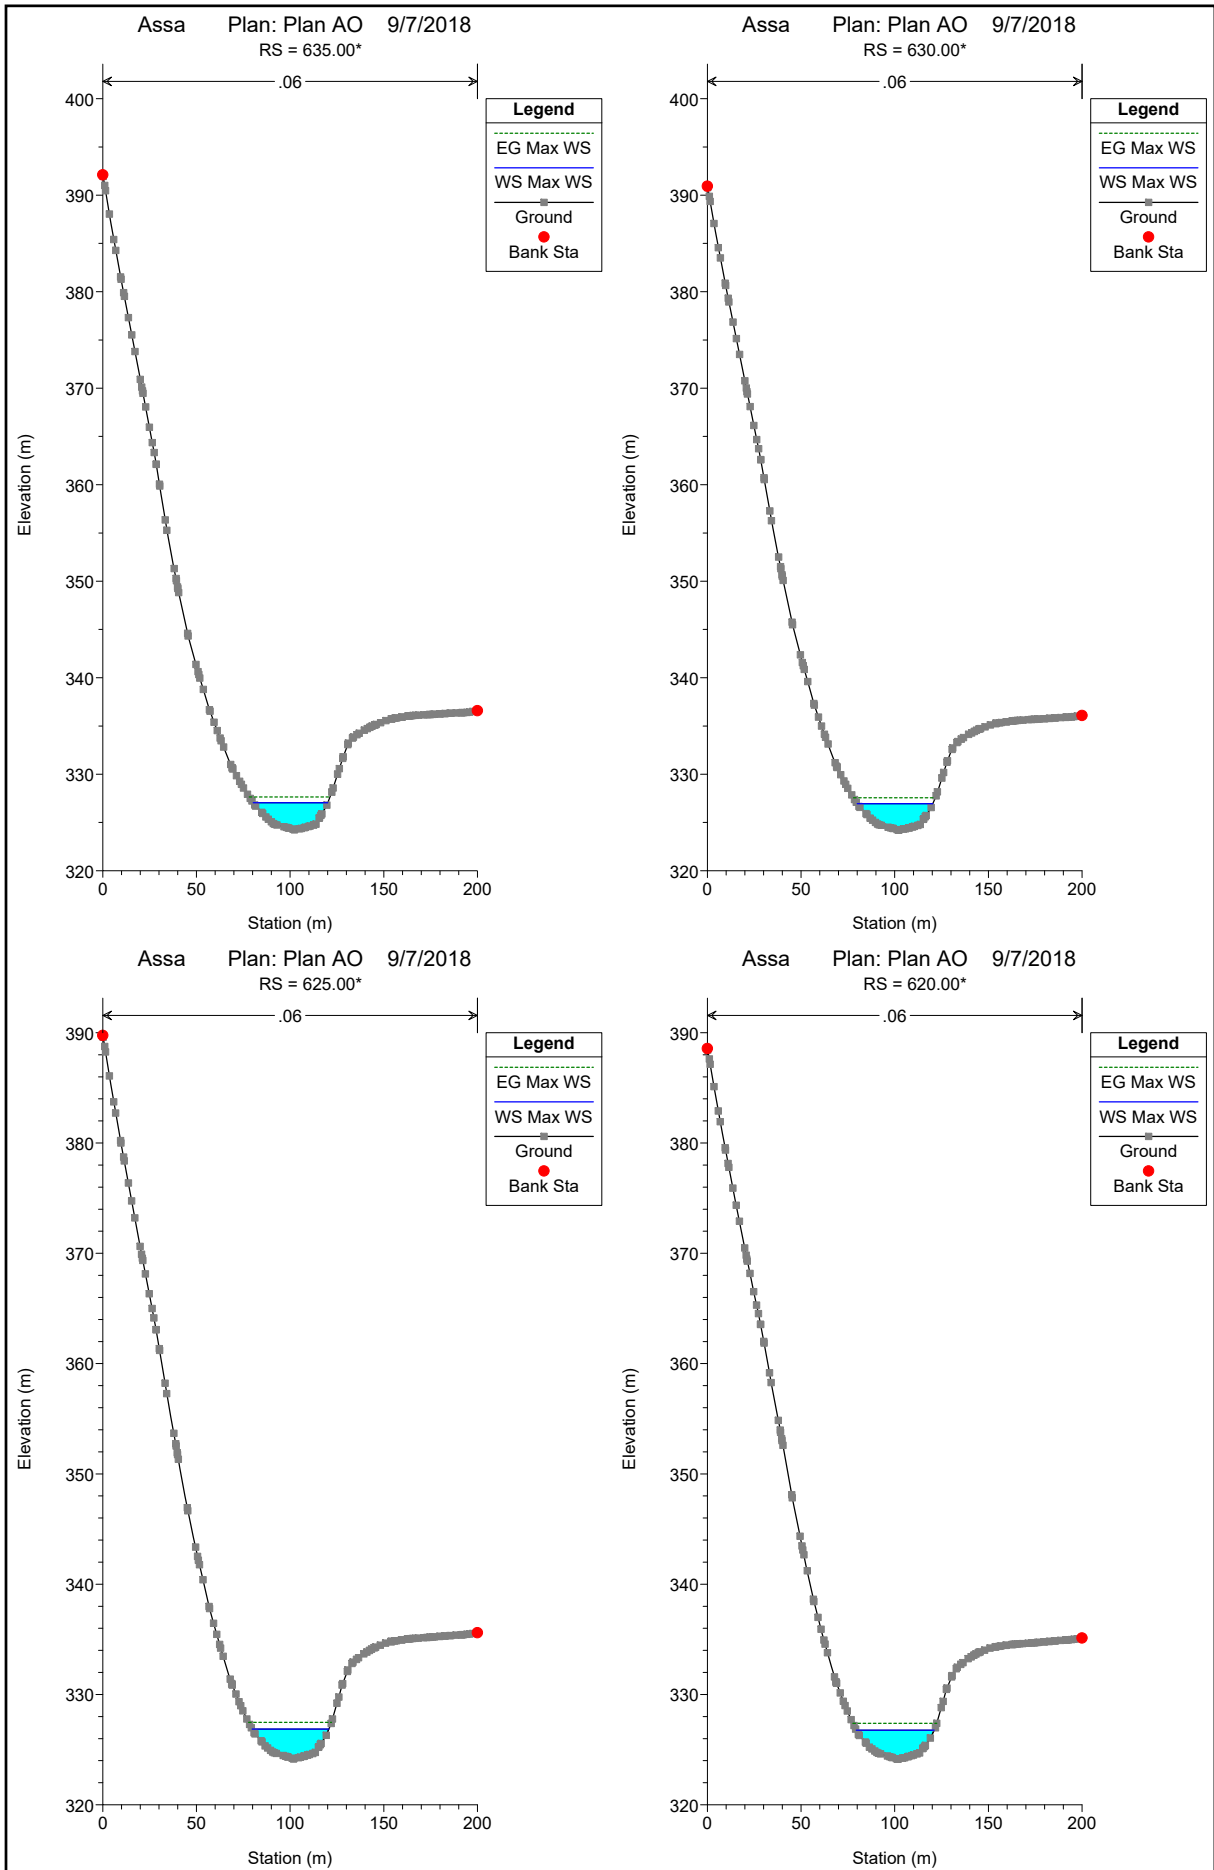 Assa Plan: Plan AO 9/7/2018
RS = 635.00*
.06
Legend
EG Max WS
WS Max WS
Ground
Bank Sta
400
390
380
370
360
350
340
330
320
0 50 100 150 200
Elevation (m)
Station (m)
Assa Plan: Plan AO 9/7/2018
RS = 630.00*
.06
Legend
EG Max WS
WS Max WS
Ground
Bank Sta
400
390
380
370
360
350
340
330
320
0 50 100 150 200
Elevation (m)
Station (m)
Assa Plan: Plan AO 9/7/2018
RS = 625.00*
.06
Legend
EG Max WS
WS Max WS
Ground
Bank Sta
390
380
370
360
350
340
330
320
0 50 100 150 200
Elevation (m)
Station (m)
Assa Plan: Plan AO 9/7/2018
RS = 620.00*
.06
Legend
EG Max WS
WS Max WS
Ground
Bank Sta
390
380
370
360
350
340
330
320
0 50 100 150 200
Elevation (m)
Station (m)